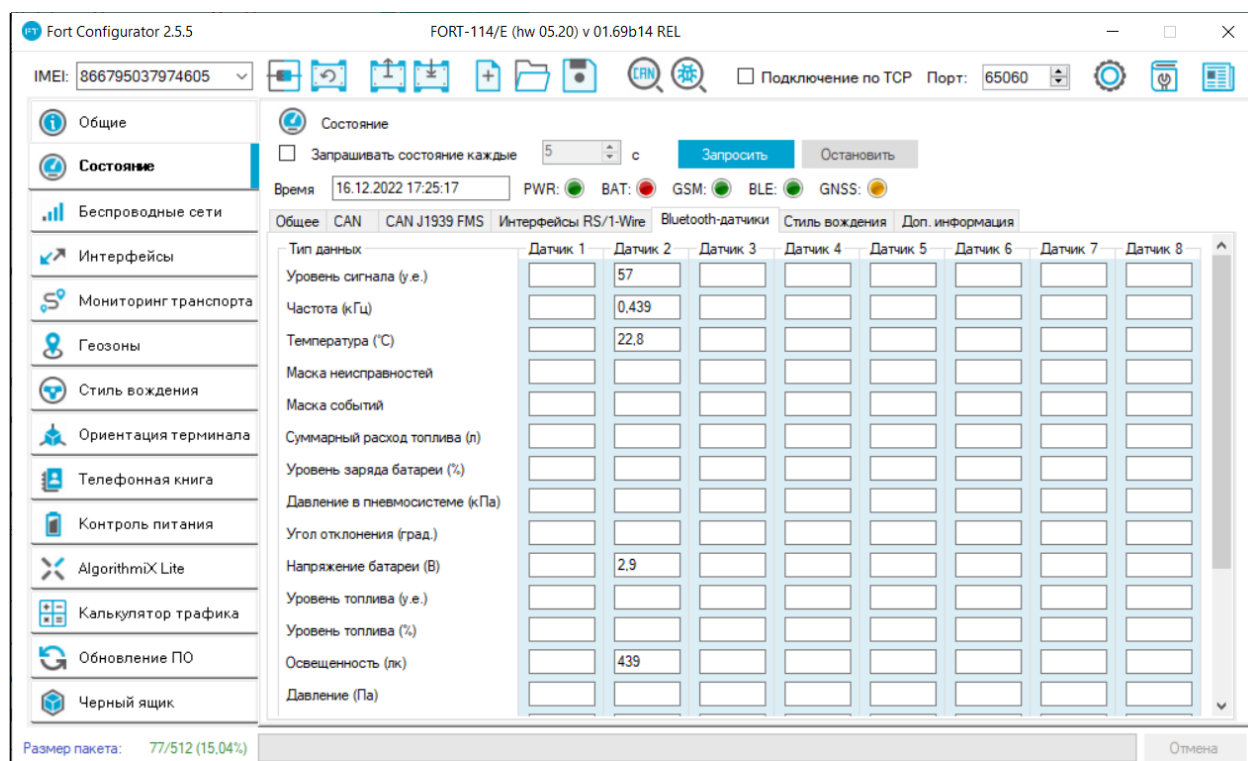 Fort Configurator 2.5.5 FORT-114/E (hw 05.20) v 01.69b14 REL
IMEI: 866795037974605 CAN Подключение по TCP Порт: 65060
Общие
Состояние
Беспроводные сети
Интерфейсы
Мониторинг транспорта
Геозоны
Стиль вождения
Ориентация терминала
Телефонная книга
Контроль питания
AlgorithmiX Lite
Калькулятор трафика
Обновление ПО
Черный ящик
Состояние
Запрашивать состояние каждые 5 с Запросить Остановить
Время 16.12.2022 17:25:17 PWR: BAT: GSM: BLE: GNSS:
Общее CAN CAN J1939 FMS Интерфейсы RS/1-Wire Bluetooth-датчики Стиль вождения Доп. информация
Тип данных Датчик 1 Датчик 2 Датчик 3 Датчик 4 Датчик 5 Датчик 6 Датчик 7 Датчик 8
Уровень сигнала (у.е.) 57
Частота (кГц) 0,439
Температура (°C) 22,8
Маска неисправностей
Маска событий
Суммарный расход топлива (л)
Уровень заряда батареи (%)
Давление в пневмосистеме (кПа)
Угол отклонения (град.)
Напряжение батареи (В) 2,9
Уровень топлива (у.е.)
Уровень топлива (%)
Освещенность (лк) 439
Давление (Па)
Размер пакета: 77/512 (15,04%) Отмена